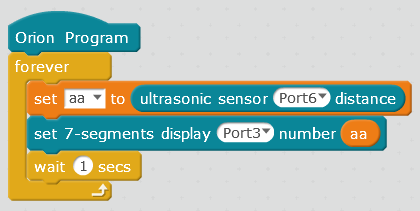 Orion Program
forever
set aa to ultrasonic sensor Port6 distance
set 7-segments display Port3 number aa
wait 1 secs